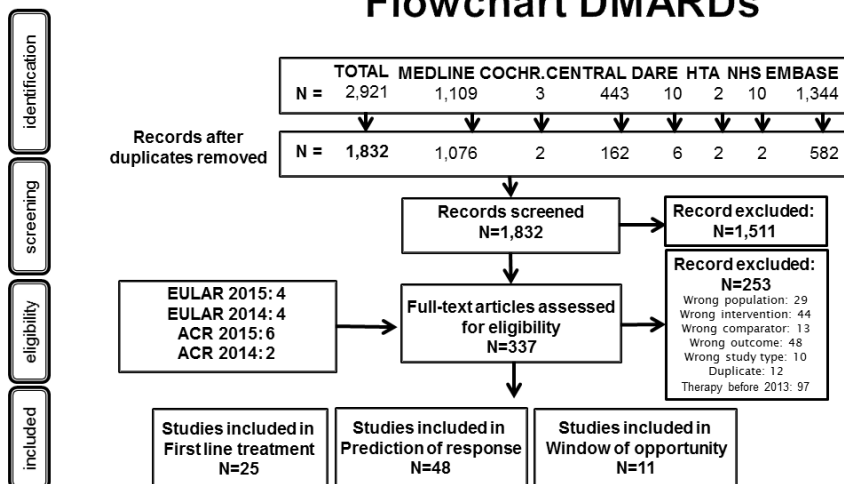 Flowchart DMARDs
identification
TOTAL MEDLINE COCHR. CENTRAL DARE HTA NHS EMBASE
N = 2,921 1,109 3 443 10 2 10 1,344
Records after
duplicates removed
N = 1,832 1,076 2 162 6 2 2 582
screening
Records screened
N=1,832
Record excluded:
N=1,511
eligibility
EULAR 2015: 4
EULAR 2014: 4
ACR 2015: 6
ACR 2014: 2
Full-text articles assessed
for eligibility
N=337
Record excluded:
N=253
Wrong population: 29
Wrong intervention: 44
Wrong comparator: 13
Wrong outcome: 48
Wrong study type: 10
Duplicate: 12
Therapy before 2013: 97
included
Studies included in
First line treatment
N=25
Studies included in
Prediction of response
N=48
Studies included in
Window of opportunity
N=11